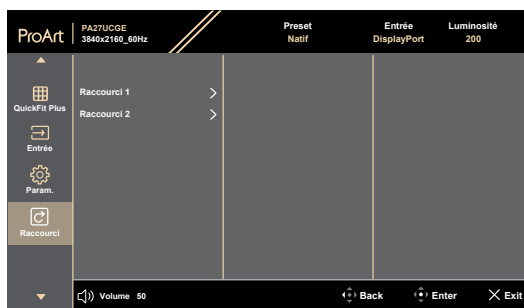 ProArt
PA27UCGE
3840x2160_60Hz
Preset
Natif
Entrée
DisplayPort
Luminosité
200
QuickFit Plus
Entrée
Param.
Raccourci
Raccourci 1
Raccourci 2
Volume 50
Back
Enter
Exit